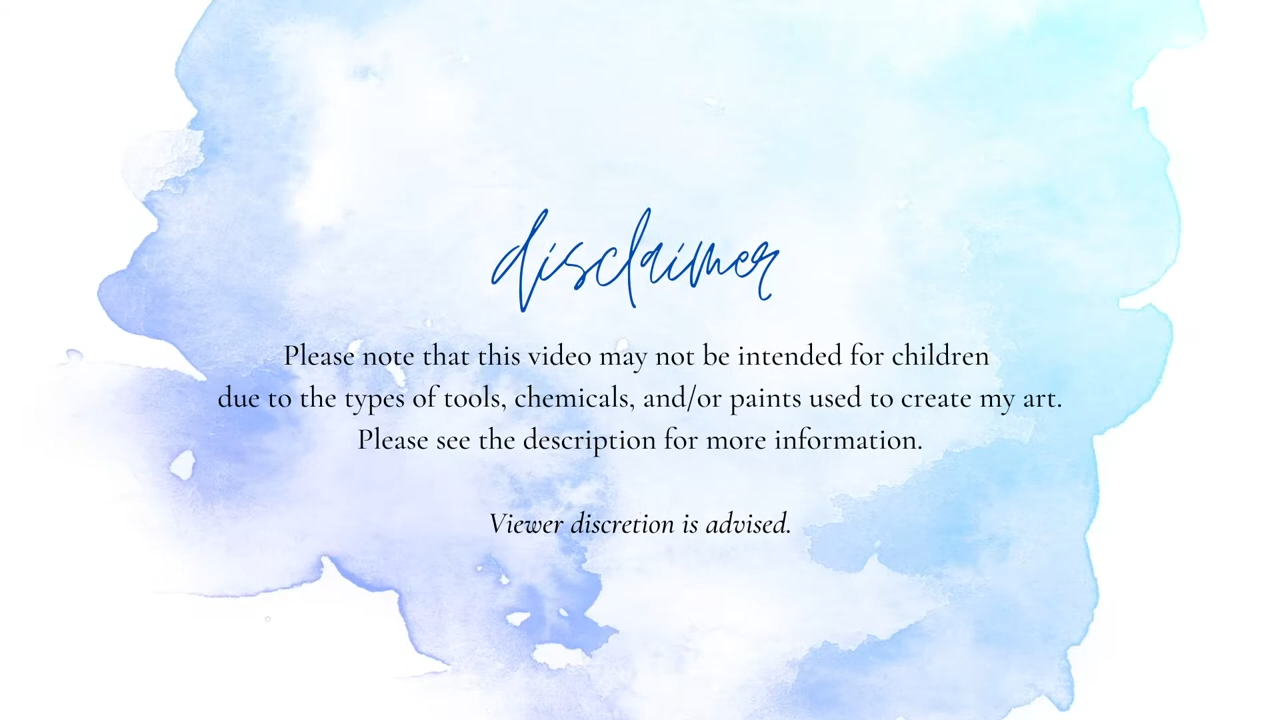 disclaimer
Please note that this video may not be intended for children
due to the types of tools, chemicals, and/or paints used to create my art.
Please see the description for more information.
Viewer discretion is advised.